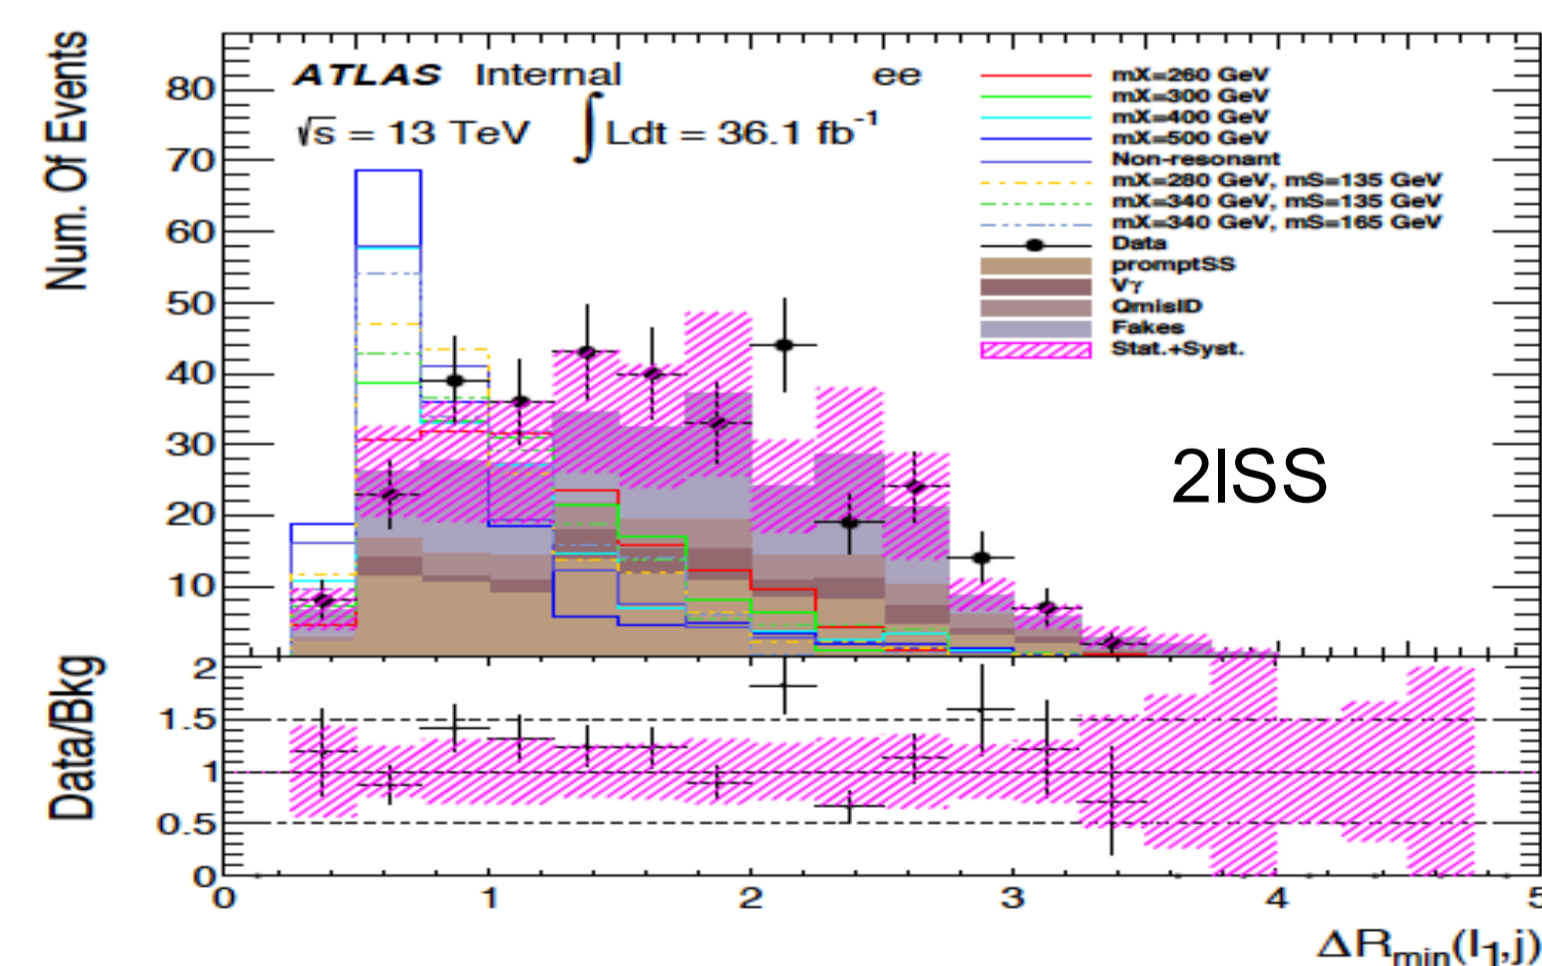 Num. Of Events
80
70
60
50
40
30
20
10
ATLAS Internal ee
√s = 13 TeV ∫Ldt = 36.1 fb⁻¹
mX=260 GeV
mX=300 GeV
mX=400 GeV
mX=500 GeV
Non-resonant
mX=280 GeV, mS=135 GeV
mX=340 GeV, mS=135 GeV
mX=340 GeV, mS=165 GeV
Data
promptSS
Vγ
QmisID
Fakes
Stat.+Syst.
2lSS
Data/Bkg
2
1.5
1
0.5
0
0 1 2 3 4 5
ΔRmin(l1,j)